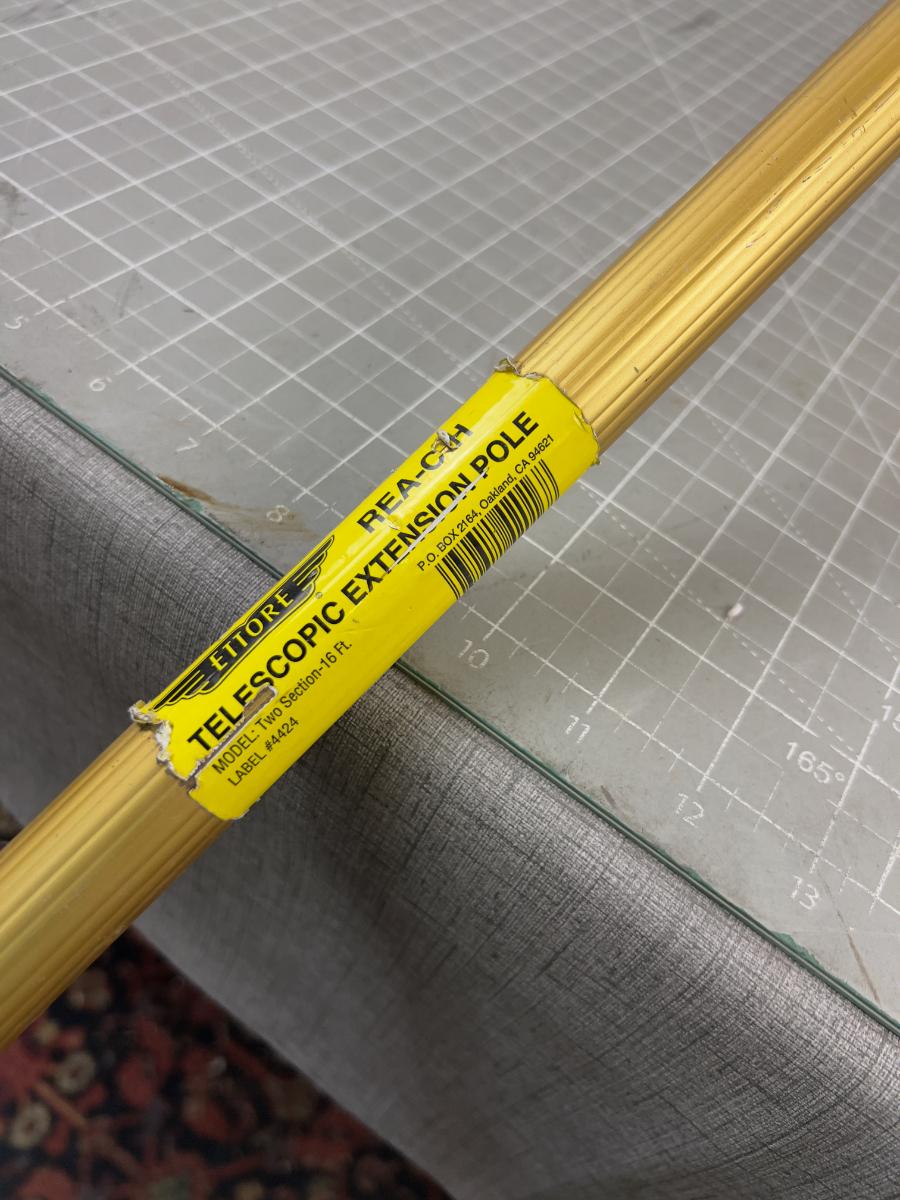 ETTORE
REA-C-H
TELESCOPIC EXTENSION POLE
MODEL: Two Section-16 Ft.
LABEL #4424
P.O. BOX 2164, Oakland, CA 94621
5
6
7
8
10
11
12
13
165°